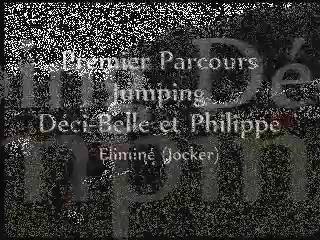 Premier Parcours
Jumping
Déci-Belle et Philippe
Eliminé (Jocker)